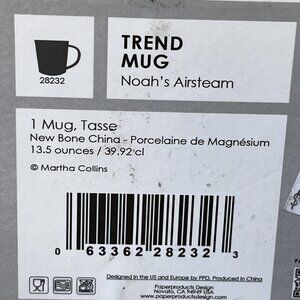 28232
TREND
MUG
Noah's Airsteam
1 Mug, Tasse
New Bone China - Porcelaine de Magnésium
13.5 ounces / 39.92 cl
© Martha Collins
0 63362 28232 3
Designed in the US and Europe by PPD. Produced in China
Paperproducts Design
Novato, CA 94949 USA
www.paperproductsdesign.com